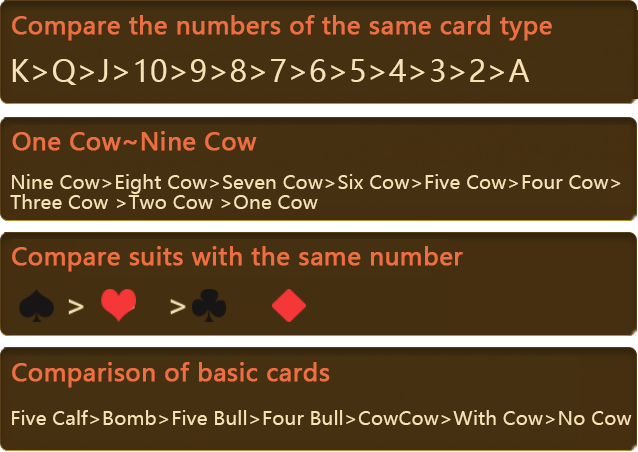 Compare the numbers of the same card type
K>Q>J>10>9>8>7>6>5>4>3>2>A
One Cow~Nine Cow
Nine Cow>Eight Cow>Seven Cow>Six Cow>Five Cow>Four Cow>
Three Cow >Two Cow >One Cow
Compare suits with the same number
♠ > ♥ >♣ ♦
Comparison of basic cards
Five Calf>Bomb>Five Bull>Four Bull>CowCow>With Cow>No Cow